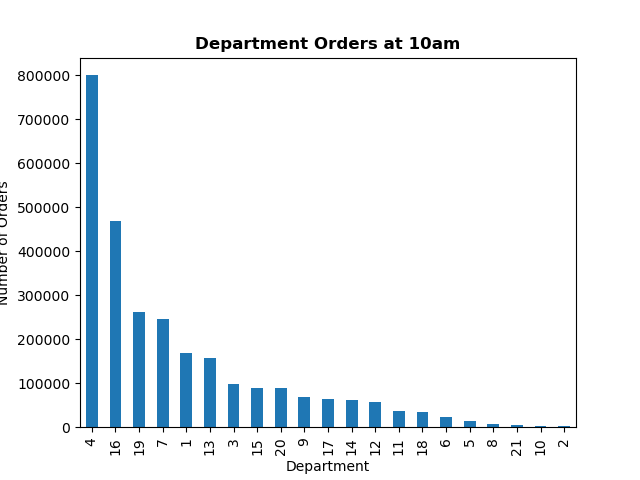 Department Orders at 10am
Number of Orders
800000
700000
600000
500000
400000
300000
200000
100000
0
4 16 19 7 1 13 3 15 20 9 17 14 12 11 18 6 5 8 21 10 2
Department